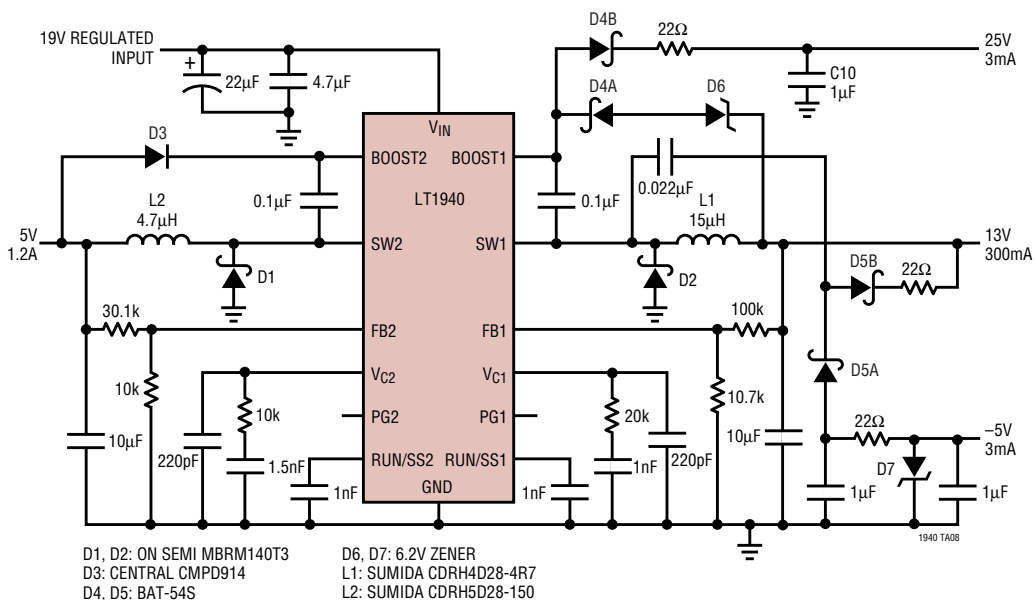 D4B
22Ω
25V
3mA
19V REGULATED
INPUT
+
22µF
4.7µF
C10
1µF
D4A
D6
VIN
D3
BOOST2
BOOST1
LT1940
0.1µF
0.1µF
0.022µF
L2
4.7µH
L1
15µH
5V
1.2A
SW2
SW1
13V
300mA
D1
D2
D5B
22Ω
30.1k
FB2
FB1
100k
10k
VC2
VC1
10.7k
D5A
10k
20k
PG2
PG1
22Ω
–5V
3mA
10µF
220pF
1.5nF
RUN/SS2
RUN/SS1
1nF
220pF
10µF
D7
1nF
GND
1nF
1µF
1µF
1940 TA08
D1, D2: ON SEMI MBRM140T3
D3: CENTRAL CMPD914
D4, D5: BAT-54S
D6, D7: 6.2V ZENER
L1: SUMIDA CDRH4D28-4R7
L2: SUMIDA CDRH5D28-150